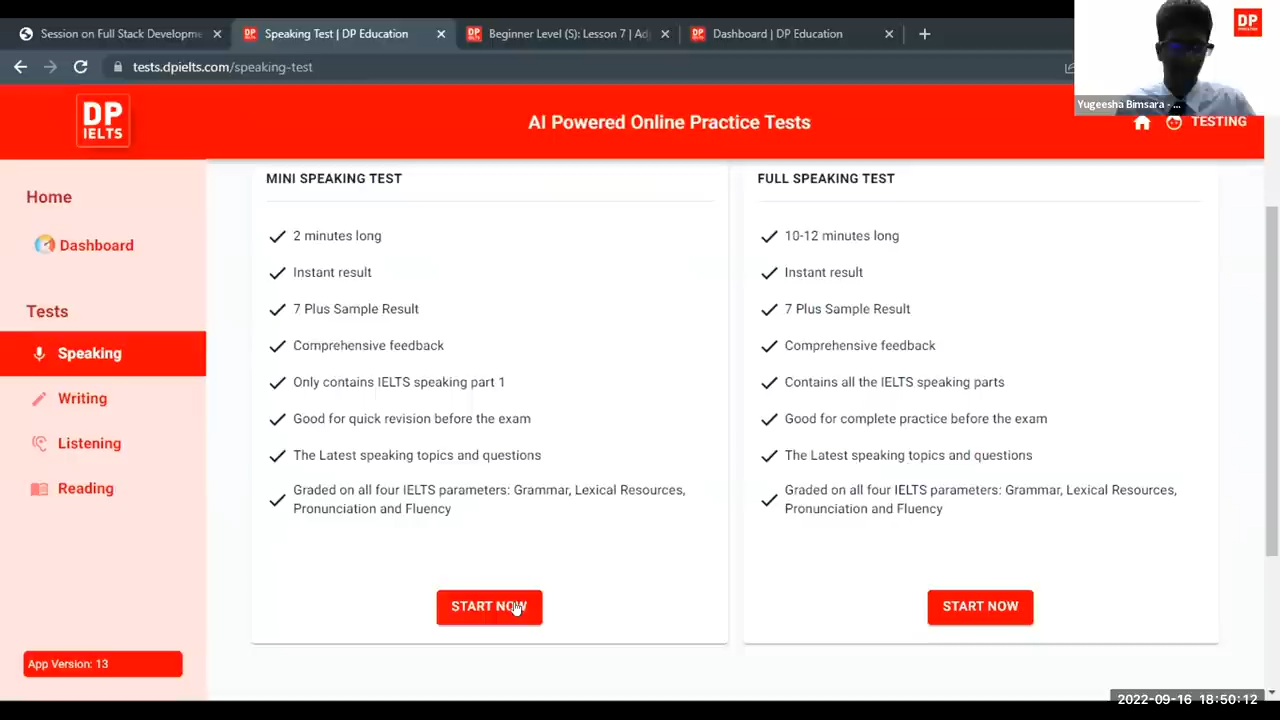 Session on Full Stack Developme
Speaking Test | DP Education
Beginner Level (S): Lesson 7 | Adj
Dashboard | DP Education
DP
tests.dpielts.com/speaking-test
Yugeesha Bimsara - ...
DP
IELTS
AI Powered Online Practice Tests
TESTING
Home
Dashboard
Tests
Speaking
Writing
Listening
Reading
App Version: 13
MINI SPEAKING TEST
2 minutes long
Instant result
7 Plus Sample Result
Comprehensive feedback
Only contains IELTS speaking part 1
Good for quick revision before the exam
The Latest speaking topics and questions
Graded on all four IELTS parameters: Grammar, Lexical Resources,
Pronunciation and Fluency
START NOW
FULL SPEAKING TEST
10-12 minutes long
Instant result
7 Plus Sample Result
Comprehensive feedback
Contains all the IELTS speaking parts
Good for complete practice before the exam
The Latest speaking topics and questions
Graded on all four IELTS parameters: Grammar, Lexical Resources,
Pronunciation and Fluency
START NOW
2022-09-16 18:50:12